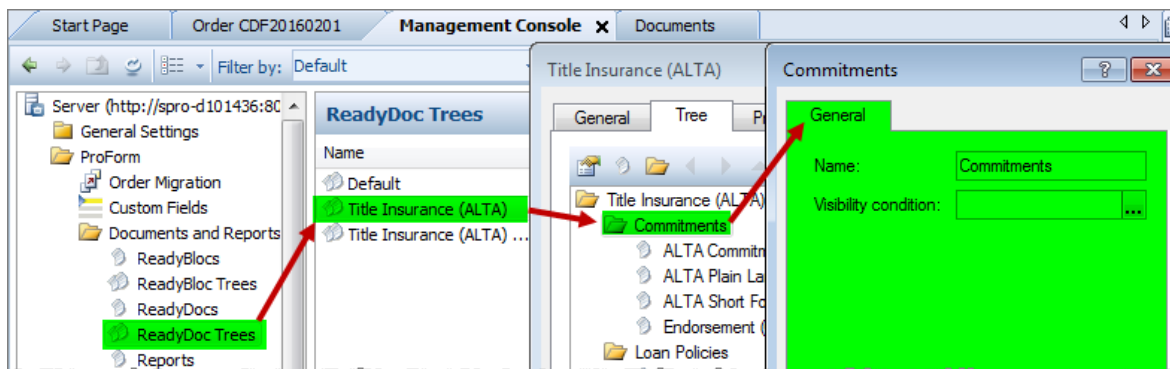 Start Page
Order CDF20160201
Management Console
Documents
Filter by: Default
Server (http://spro-d101436:80
General Settings
ProForm
Order Migration
Custom Fields
Documents and Reports
ReadyBlocs
ReadyBloc Trees
ReadyDocs
ReadyDoc Trees
Reports
ReadyDoc Trees
Name
Default
Title Insurance (ALTA)
Title Insurance (ALTA) ...
Title Insurance (ALTA)
General
Tree
Title Insurance (ALTA)
Commitments
ALTA Commitm
ALTA Plain La
ALTA Short Fo
Endorsement (
Loan Policies
Commitments
General
Name: Commitments
Visibility condition: ...